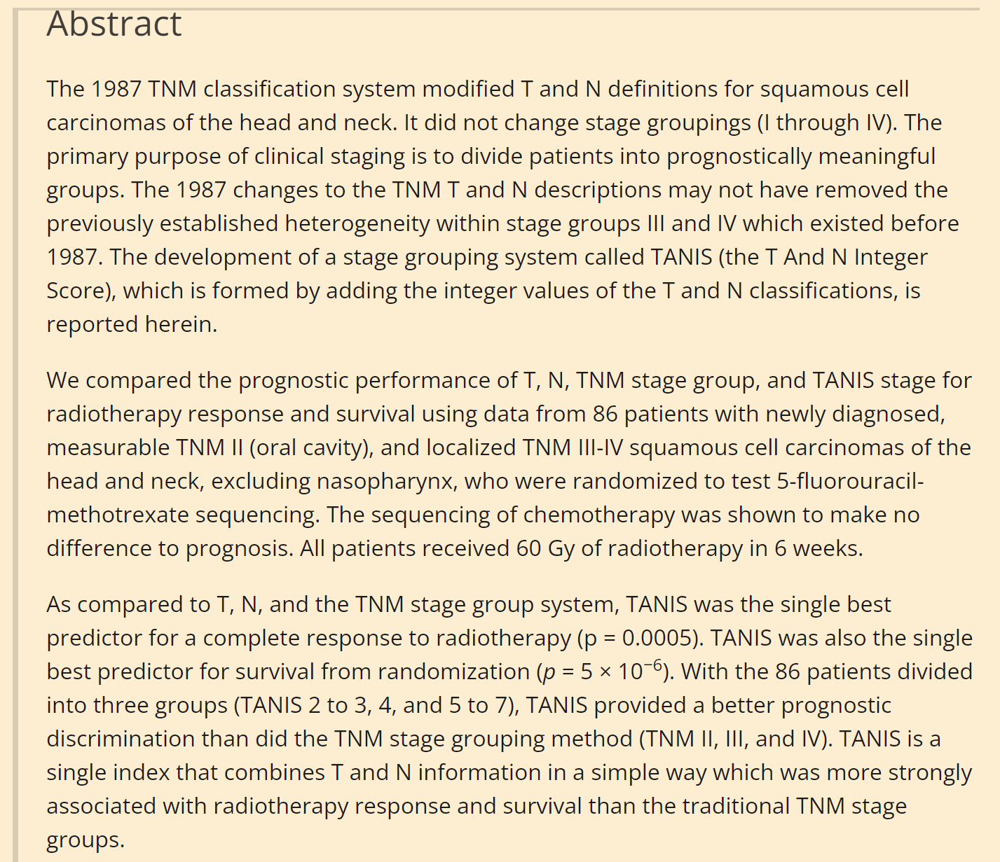 Abstract
The 1987 TNM classification system modified T and N definitions for squamous cell
carcinomas of the head and neck. It did not change stage groupings (I through IV). The
primary purpose of clinical staging is to divide patients into prognostically meaningful
groups. The 1987 changes to the TNM T and N descriptions may not have removed the
previously established heterogeneity within stage groups III and IV which existed before
1987. The development of a stage grouping system called TANIS (the T And N Integer
Score), which is formed by adding the integer values of the T and N classifications, is
reported herein.
We compared the prognostic performance of T, N, TNM stage group, and TANIS stage for
radiotherapy response and survival using data from 86 patients with newly diagnosed,
measurable TNM II (oral cavity), and localized TNM III-IV squamous cell carcinomas of the
head and neck, excluding nasopharynx, who were randomized to test 5-fluorouracil-
methotrexate sequencing. The sequencing of chemotherapy was shown to make no
difference to prognosis. All patients received 60 Gy of radiotherapy in 6 weeks.
As compared to T, N, and the TNM stage group system, TANIS was the single best
predictor for a complete response to radiotherapy (p = 0.0005). TANIS was also the single
best predictor for survival from randomization (p = 5 × 10⁻⁶). With the 86 patients divided
into three groups (TANIS 2 to 3, 4, and 5 to 7), TANIS provided a better prognostic
discrimination than did the TNM stage grouping method (TNM II, III, and IV). TANIS is a
single index that combines T and N information in a simple way which was more strongly
associated with radiotherapy response and survival than the traditional TNM stage
groups.